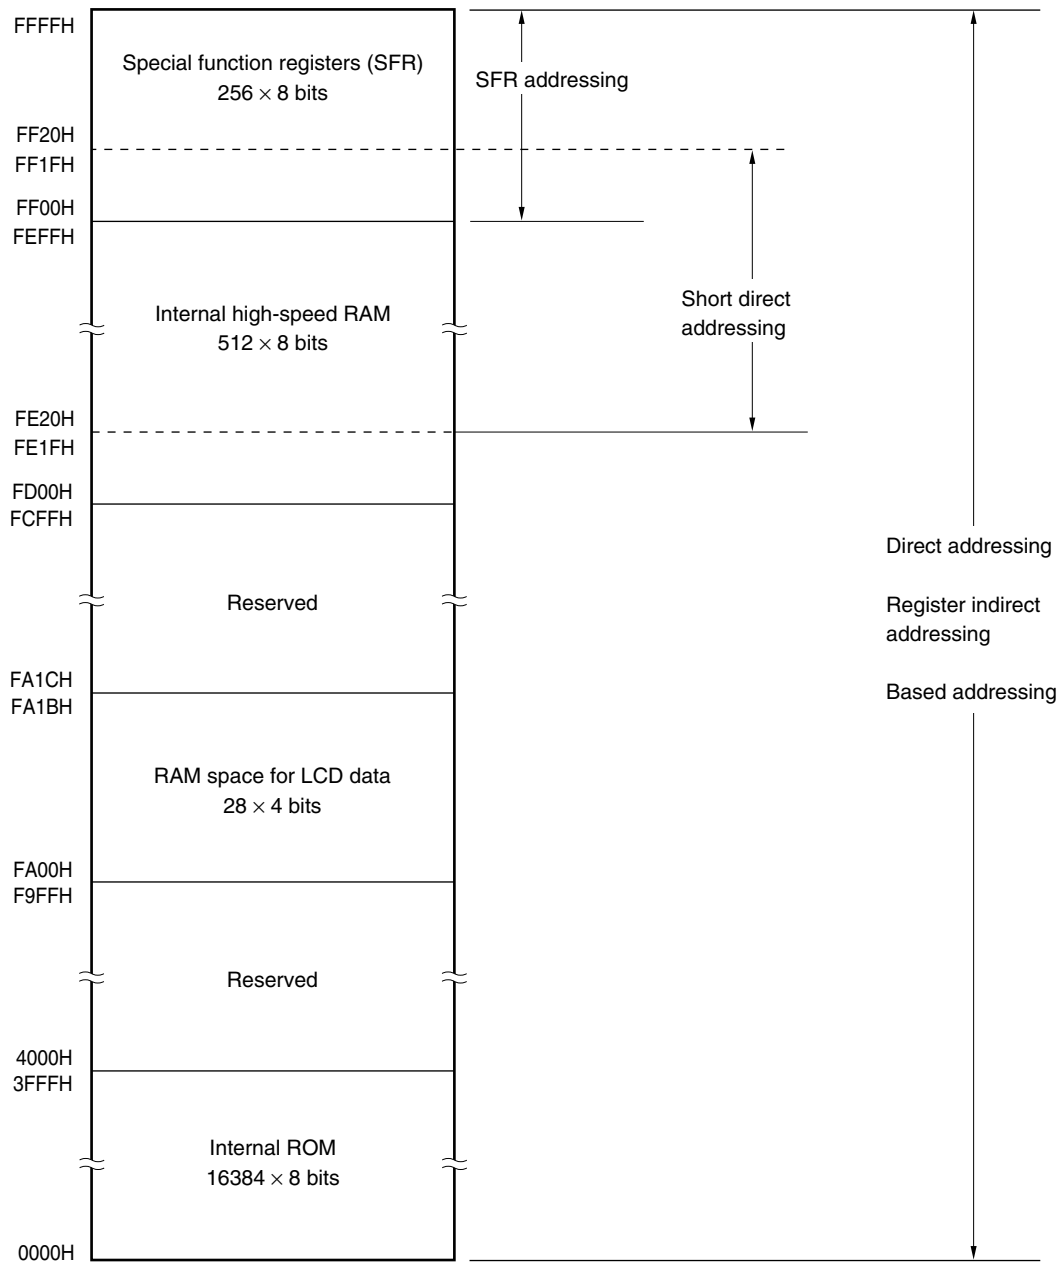 FFFFH
Special function registers (SFR)
256 × 8 bits
SFR addressing
FF20H
FF1FH
FF00H
FEFFH
Internal high-speed RAM
512 × 8 bits
Short direct
addressing
FE20H
FE1FH
FD00H
FCFFH
Direct addressing
Reserved
Register indirect
addressing
FA1CH
FA1BH
Based addressing
RAM space for LCD data
28 × 4 bits
FA00H
F9FFH
Reserved
4000H
3FFFH
Internal ROM
16384 × 8 bits
0000H